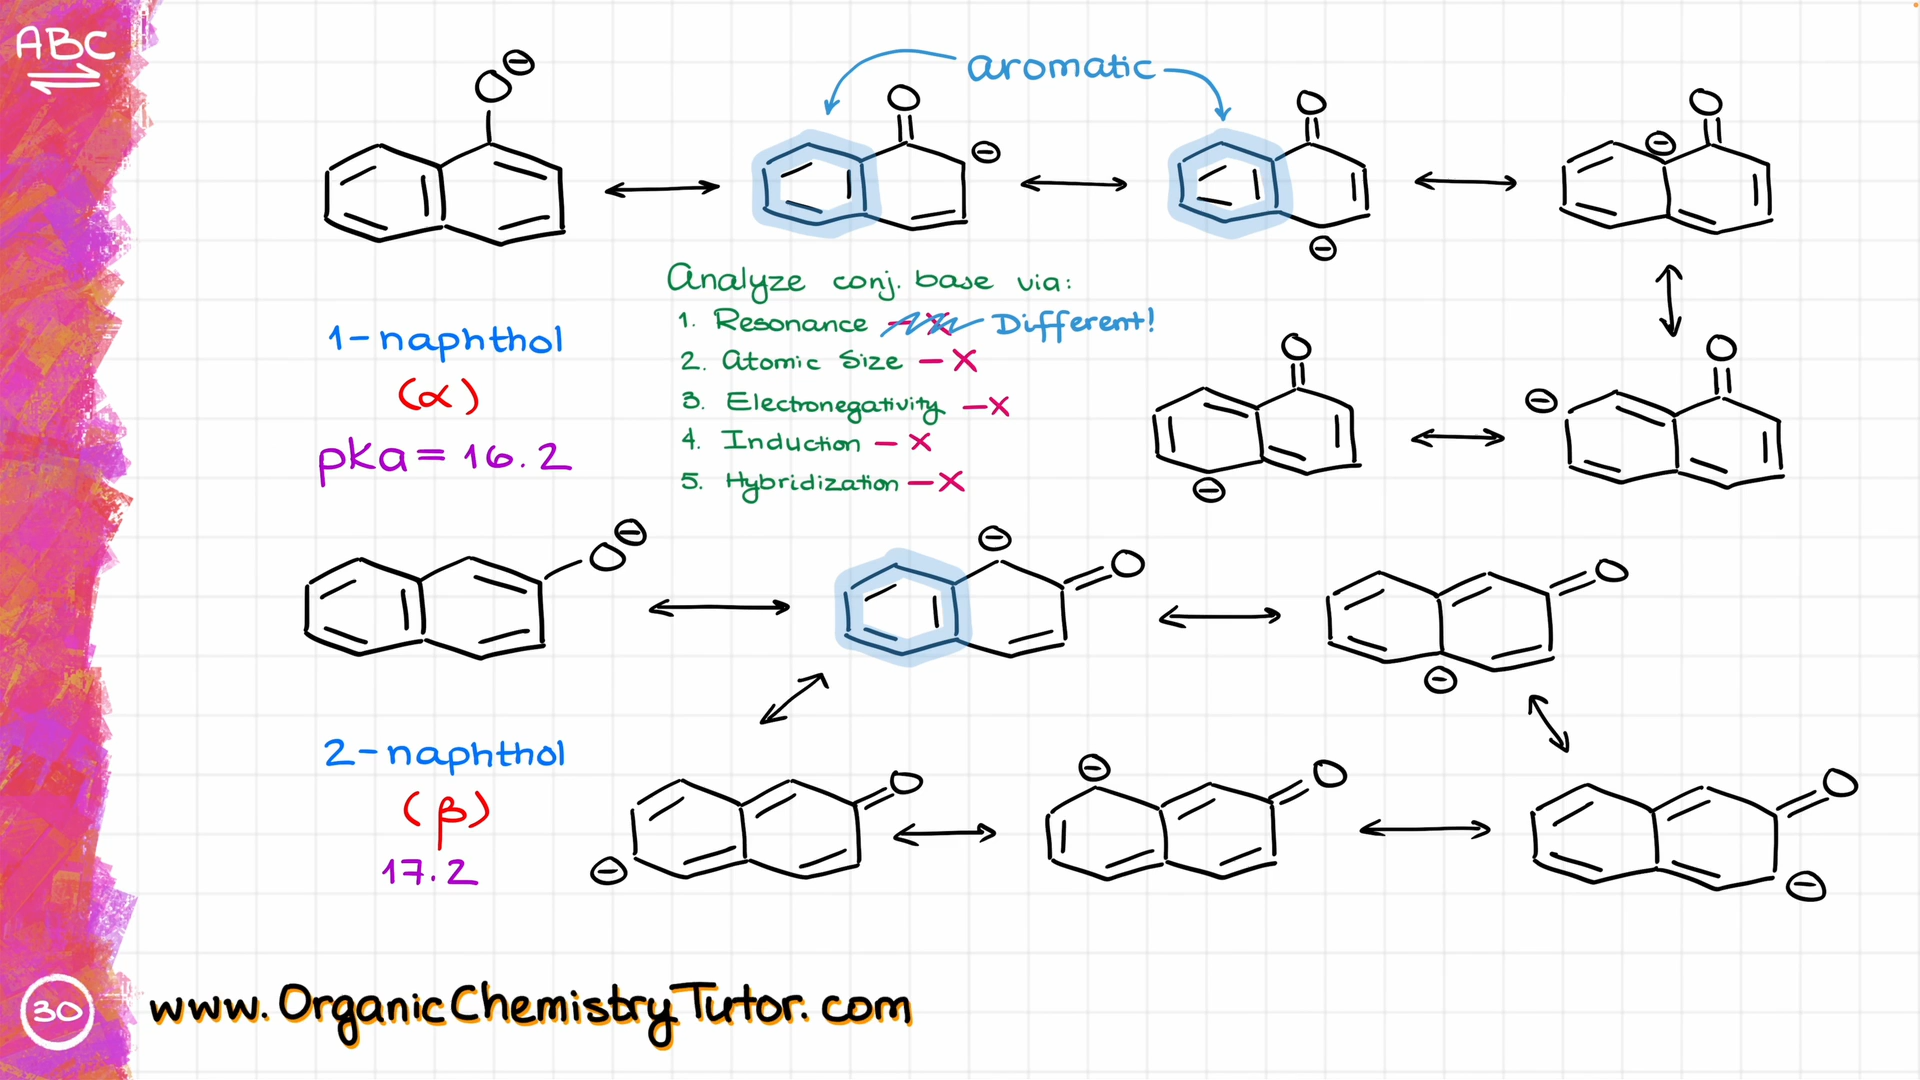 ABC
aromatic
O⊖
O
⊖
O
⊖
O
⊖
Analyze conj. base via:
1. Resonance – X Different!
2. Atomic Size – X
3. Electronegativity – X
4. Induction – X
5. Hybridization – X
1-naphthol
(α)
pKa = 16.2
O
⊖
O
⊖
O⊖
⊖
O
O
⊖
2-naphthol
(β)
17.2
O
⊖
⊖
O
O
⊖
30
www.OrganicChemistryTutor.com